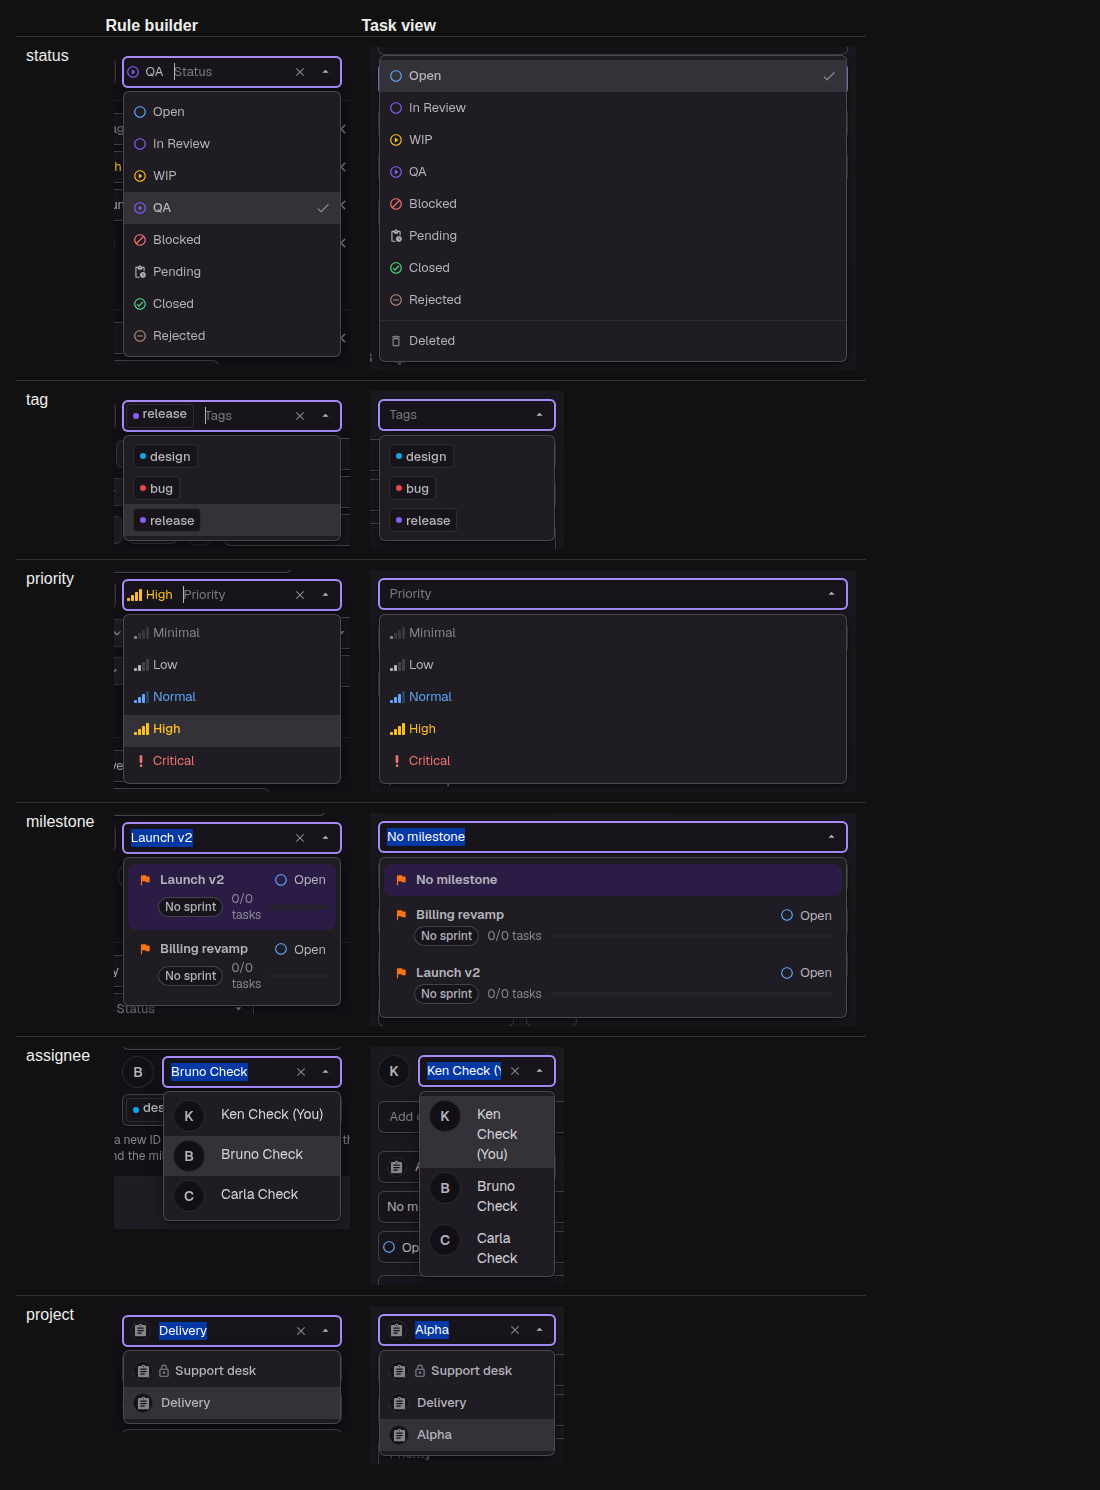 Rule builder
Task view
status
QA Status
Open
In Review
WIP
QA
Blocked
Pending
Closed
Rejected
Open
In Review
WIP
QA
Blocked
Pending
Closed
Rejected
Deleted
tag
release Tags
design
bug
release
Tags
design
bug
release
priority
High Priority
Minimal
Low
Normal
High
Critical
Priority
Minimal
Low
Normal
High
Critical
milestone
Launch v2
Launch v2 Open
No sprint 0/0 tasks
Billing revamp Open
No sprint 0/0 tasks
Status
No milestone
No milestone
Billing revamp Open
No sprint 0/0 tasks
Launch v2 Open
No sprint 0/0 tasks
assignee
B Bruno Check
des
K Ken Check (You)
B Bruno Check
C Carla Check
a new ID
nd the mi
K Ken Check (Y
Add
K Ken Check (You)
B Bruno Check
C Carla Check
No m
Op
project
Delivery
Support desk
Delivery
Alpha
Support desk
Delivery
Alpha